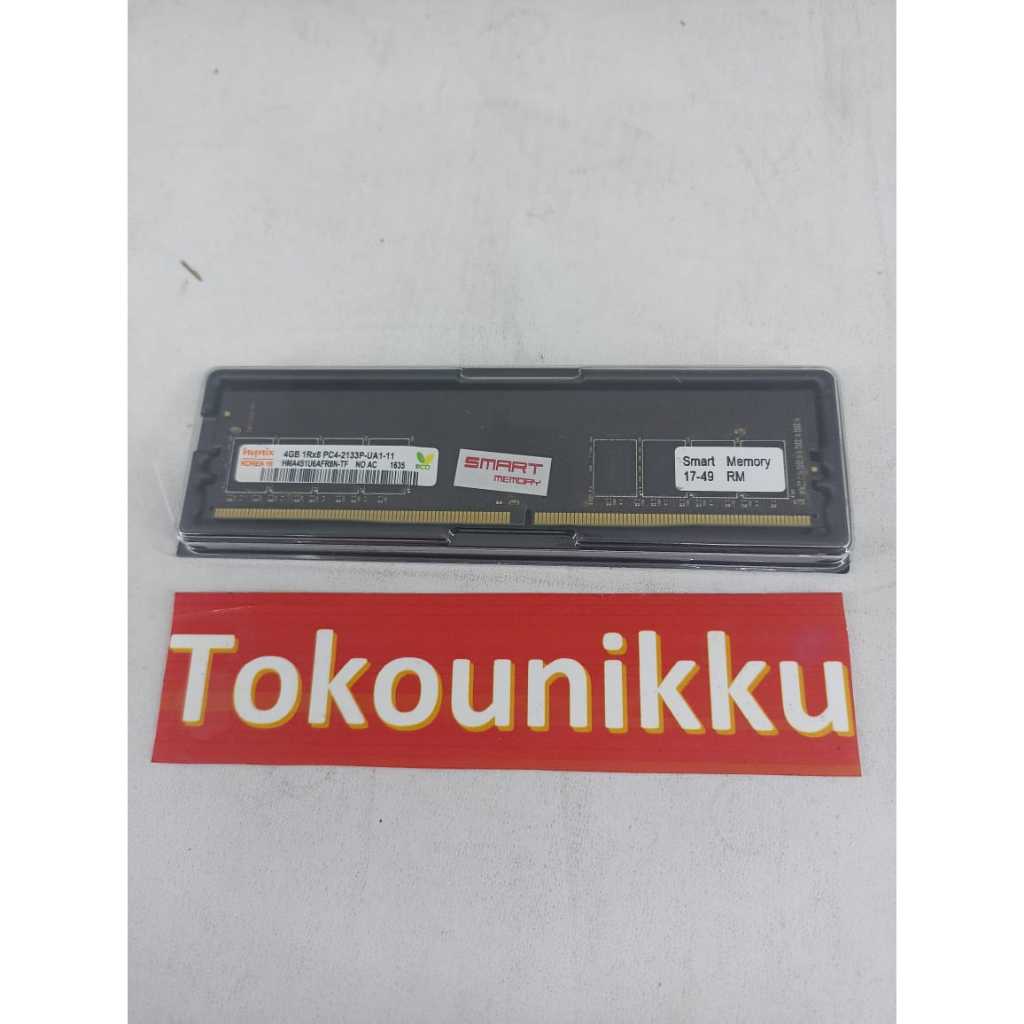 hynix
KOREA
4GB 1Rx8 PC4-2133P-UA1-11
HMA451U6AFR8N-TF NO AC 1635
ECO
SMART
MEMORY
Smart Memory
17-49 RM
Tokounikku